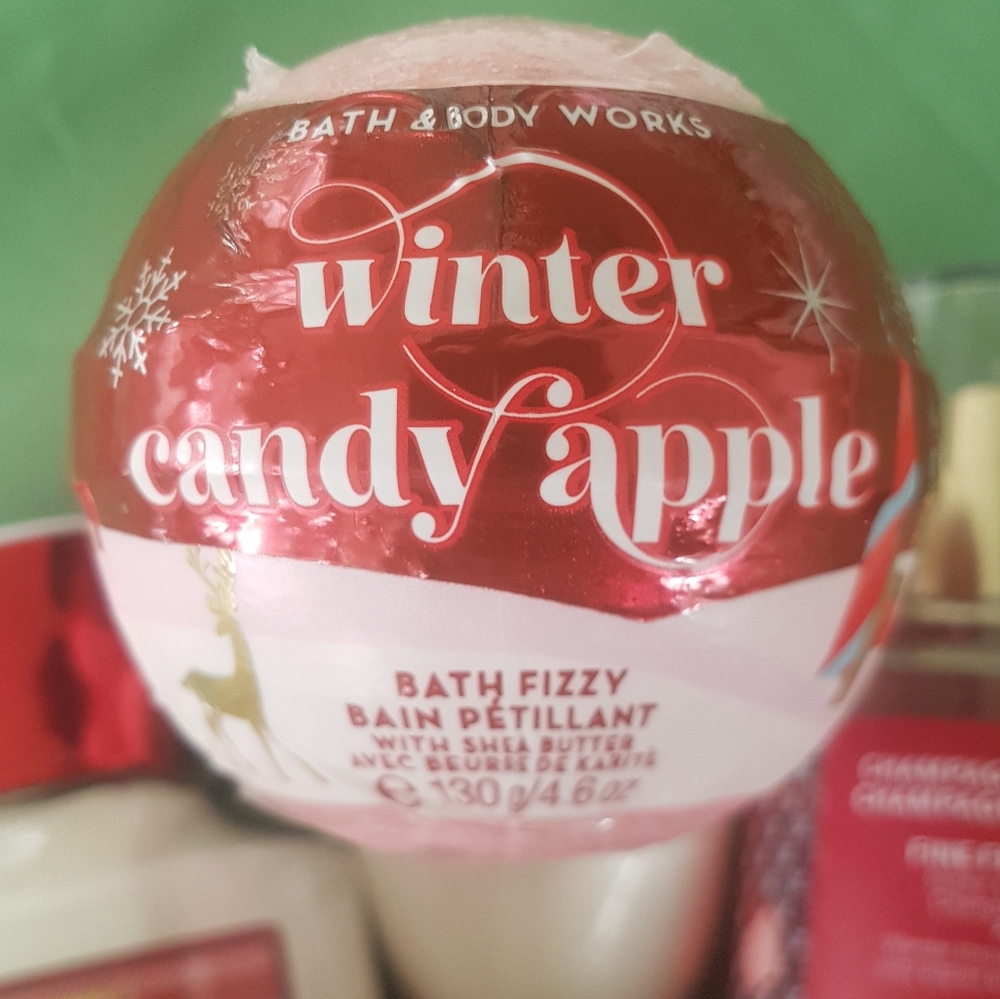 BATH & BODY WORKS
winter
candy apple
BATH FIZZY
BAIN PÉTILLANT
WITH SHEA BUTTER
AVEC BEURRE DE KARITÉ
℮ 130 g/4.6 oz